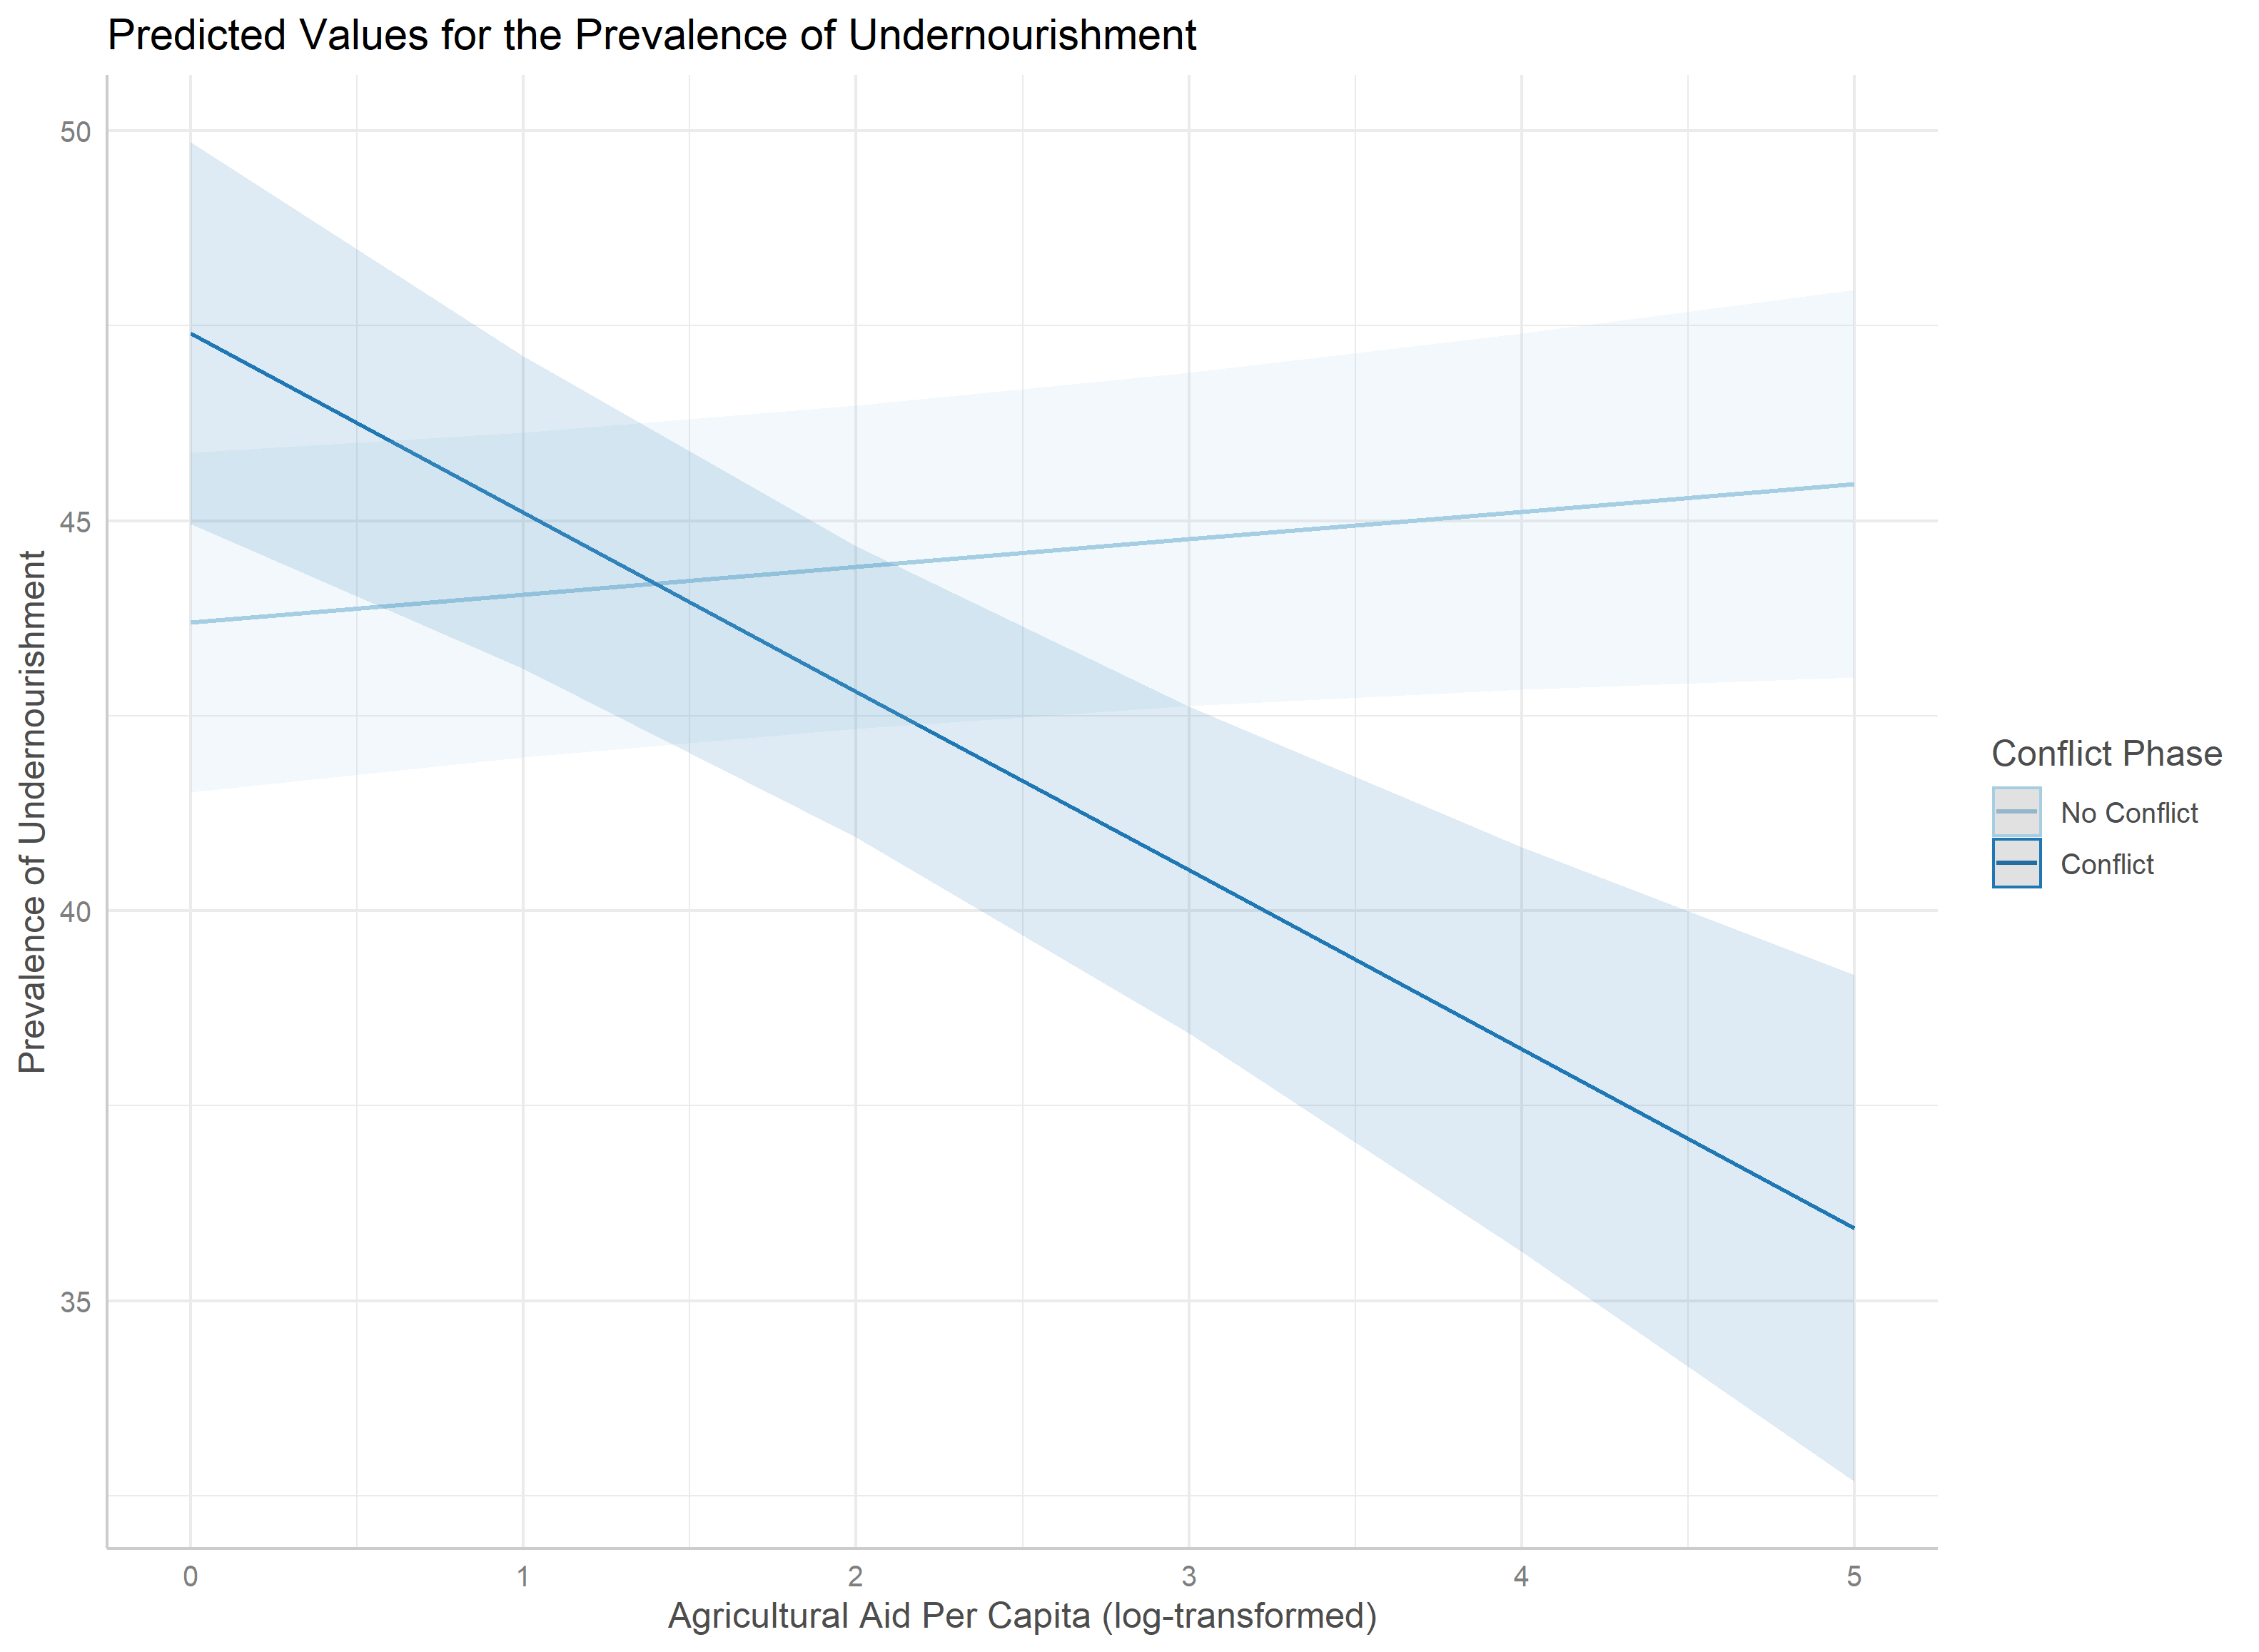 Predicted Values for the Prevalence of Undernourishment
Prevalence of Undernourishment
50
45
40
35
0 1 2 3 4 5
Agricultural Aid Per Capita (log-transformed)
Conflict Phase
No Conflict
Conflict